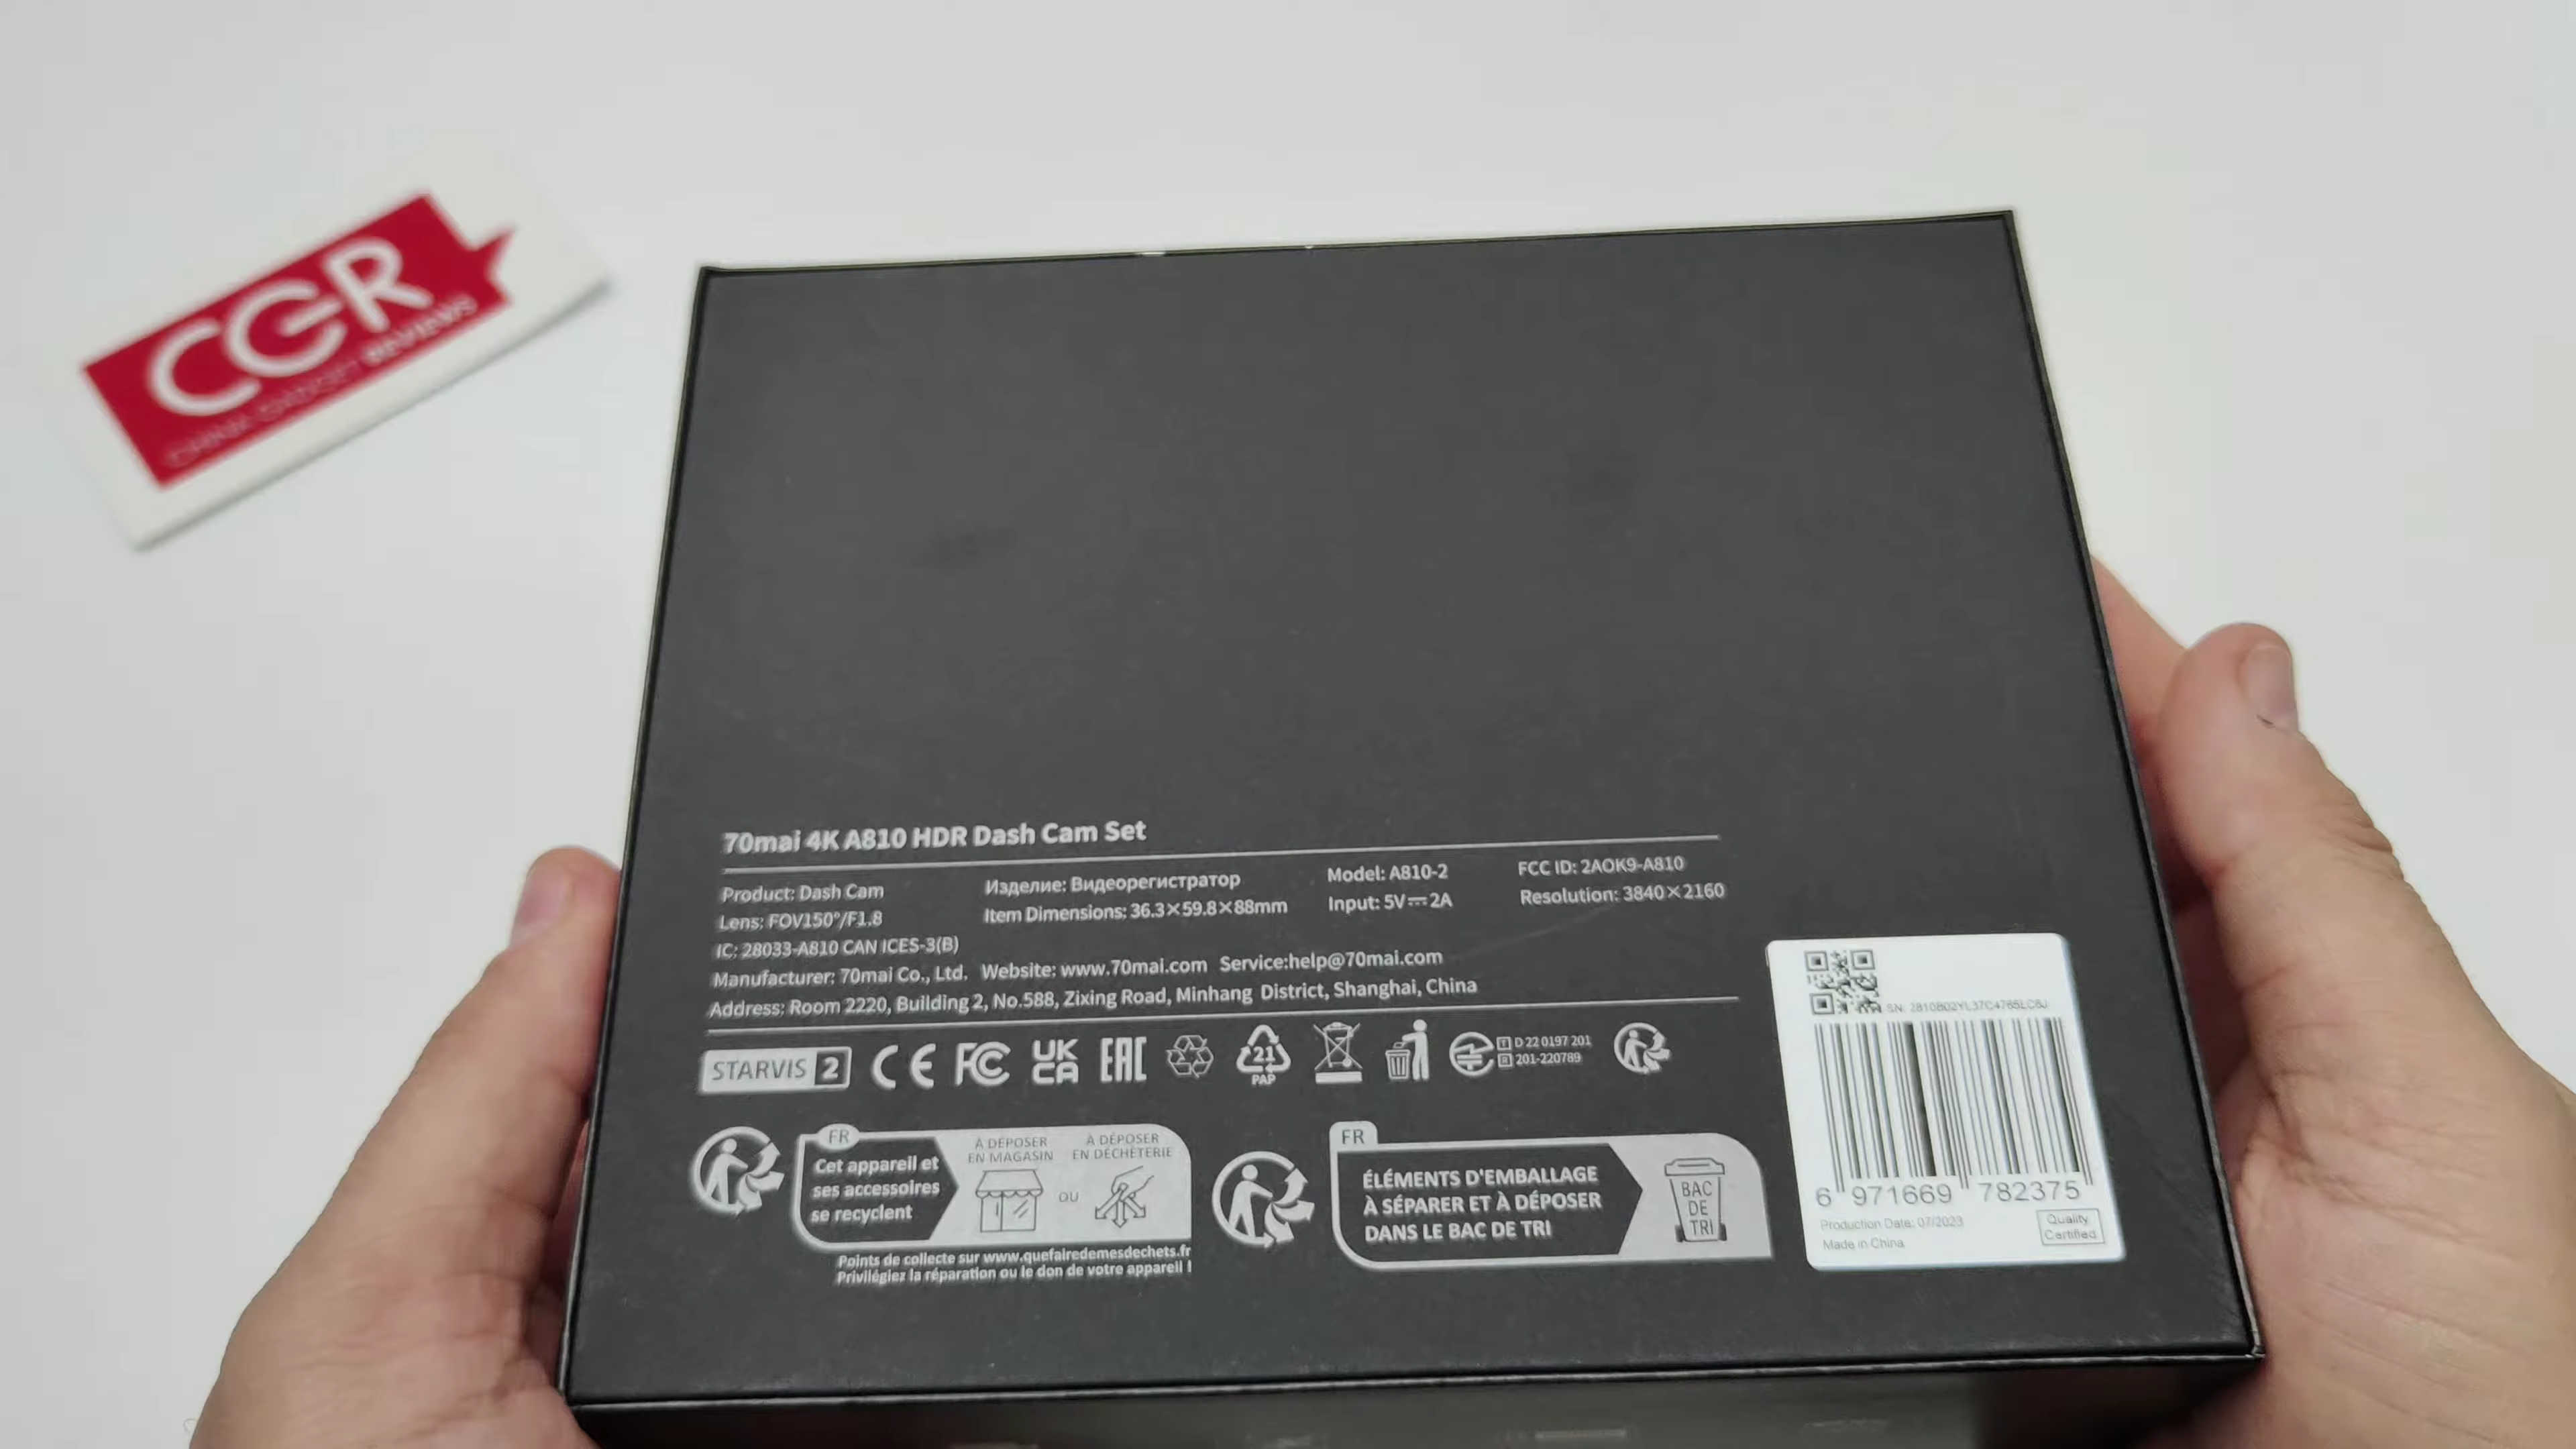 CGR
CHINA GADGET REVIEWS
70mai 4K A810 HDR Dash Cam Set
Product: Dash Cam
Изделие: Видеорегистратор
Model: A810-2
FCC ID: 2AOK9-A810
Lens: FOV150°/F1.8
Item Dimensions: 36.3×59.8×88mm
Input: 5V⎓2A
Resolution: 3840×2160
IC: 28033-A810 CAN ICES-3(B)
Manufacturer: 70mai Co., Ltd. Website: www.70mai.com Service:help@70mai.com
Address: Room 2220, Building 2, No.588, Zixing Road, Minhang District, Shanghai, China
STARVIS 2
CE FC UK CA EAC
21
PAP
T D 22 0197 201
R 201-220789
FR
Cet appareil et
ses accessoires
se recyclent
À DÉPOSER
EN MAGASIN
OU
À DÉPOSER
EN DÉCHÈTERIE
Points de collecte sur www.quefairedemesdechets.fr
Privilégiez la réparation ou le don de votre appareil !
FR
ÉLÉMENTS D'EMBALLAGE
À SÉPARER ET À DÉPOSER
DANS LE BAC DE TRI
BAC
DE
TRI
SN: 2810B02YL37C4765LC8J
6 971669 782375
Production Date: 07/2023
Made in China
Quality
Certified